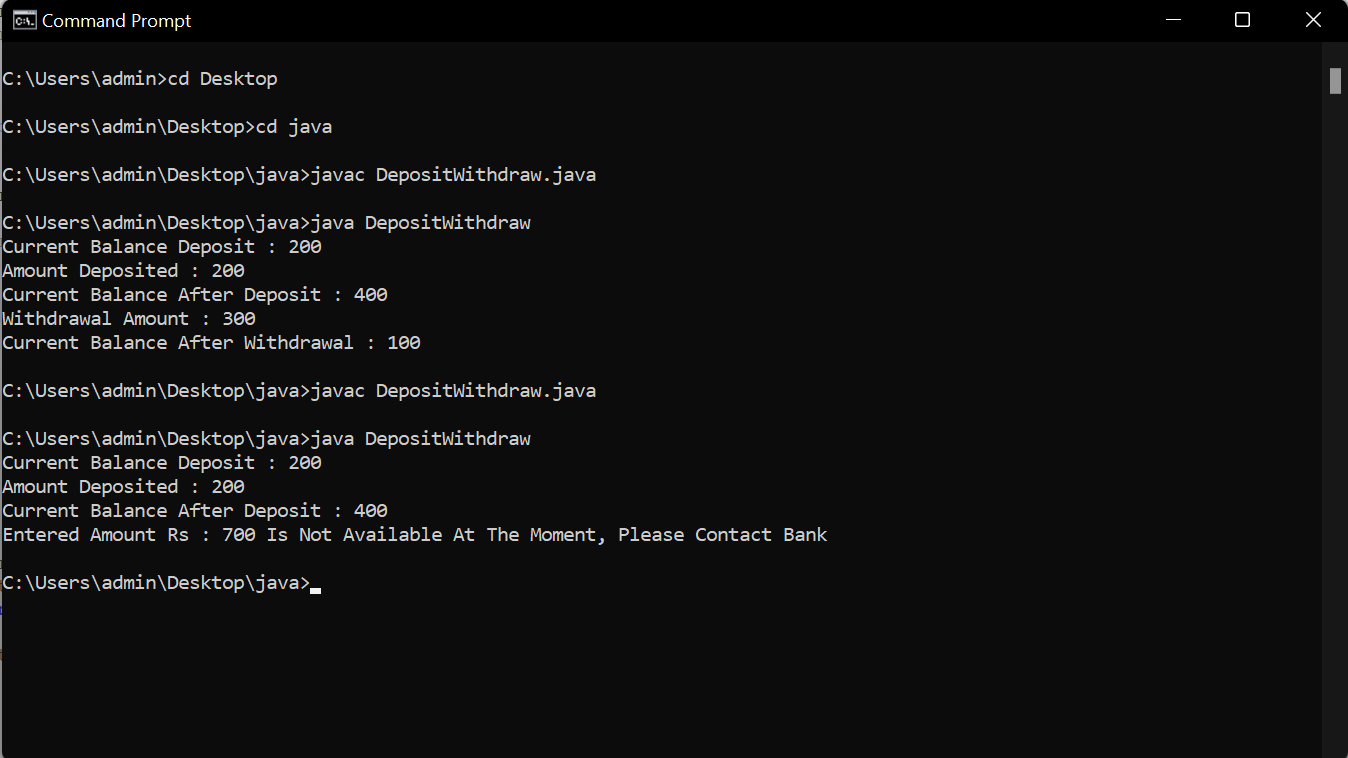 Command Prompt
C:\Users\admin>cd Desktop
C:\Users\admin\Desktop>cd java
C:\Users\admin\Desktop\java>javac DepositWithdraw.java
C:\Users\admin\Desktop\java>java DepositWithdraw
Current Balance Deposit : 200
Amount Deposited : 200
Current Balance After Deposit : 400
Withdrawal Amount : 300
Current Balance After Withdrawal : 100
C:\Users\admin\Desktop\java>javac DepositWithdraw.java
C:\Users\admin\Desktop\java>java DepositWithdraw
Current Balance Deposit : 200
Amount Deposited : 200
Current Balance After Deposit : 400
Entered Amount Rs : 700 Is Not Available At The Moment, Please Contact Bank
C:\Users\admin\Desktop\java>